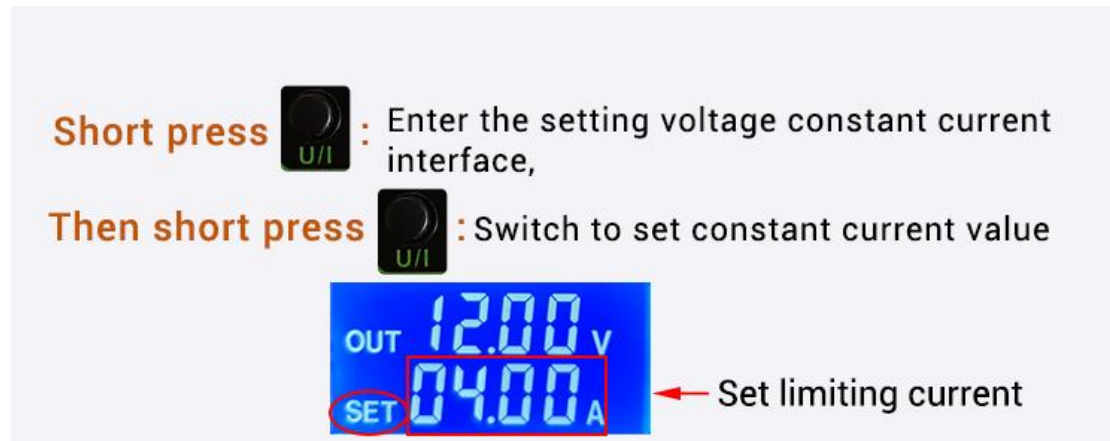 Short press U/I : Enter the setting voltage constant current
interface,
Then short press U/I : Switch to set constant current value
OUT 12.00 V
SET 04.00 A Set limiting current